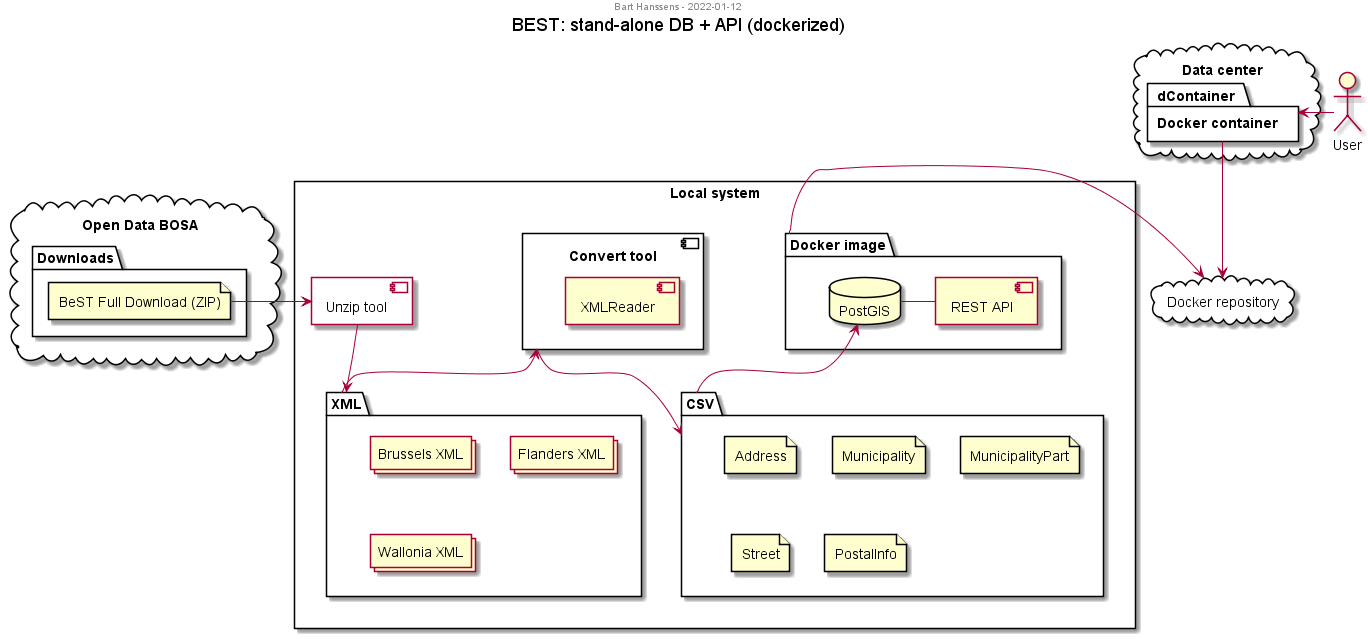 Bart Hanssens - 2022-01-12
BEST: stand-alone DB + API (dockerized)
Data center
dContainer
Docker container
User
Local system
Open Data BOSA
Downloads
BeST Full Download (ZIP)
Unzip tool
Convert tool
XMLReader
Docker image
PostGIS
REST API
Docker repository
XML
Brussels XML
Flanders XML
Wallonia XML
CSV
Address
Municipality
MunicipalityPart
Street
PostalInfo